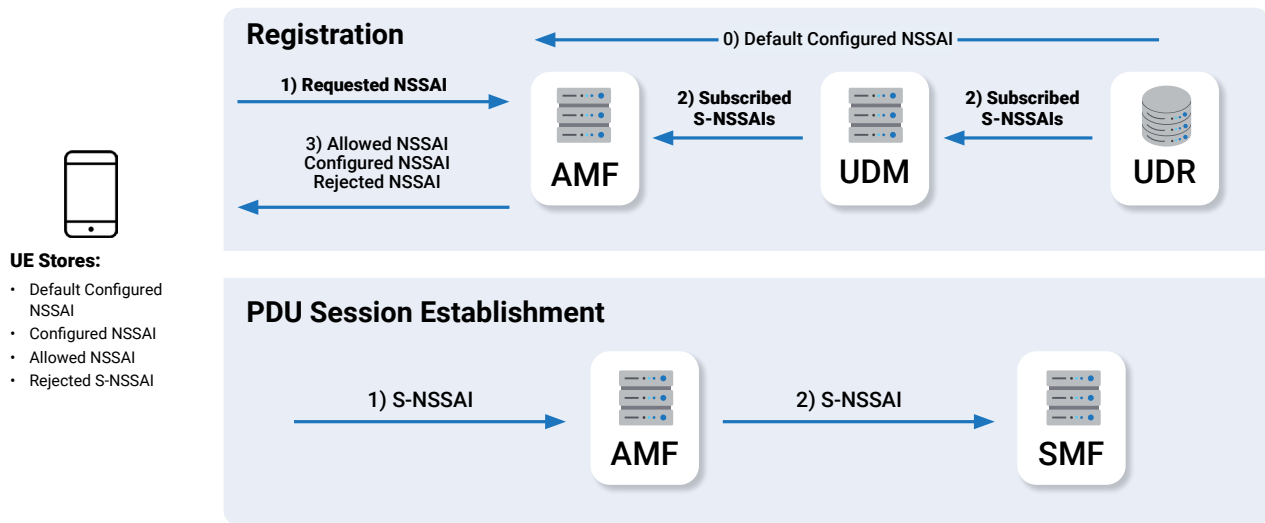 Registration
0) Default Configured NSSAI
1) Requested NSSAI
2) Subscribed
S-NSSAIs
2) Subscribed
S-NSSAIs
3) Allowed NSSAI
Configured NSSAI
Rejected NSSAI
AMF
UDM
UDR
UE Stores:
• Default Configured
NSSAI
• Configured NSSAI
• Allowed NSSAI
• Rejected S-NSSAI
PDU Session Establishment
1) S-NSSAI
2) S-NSSAI
AMF
SMF